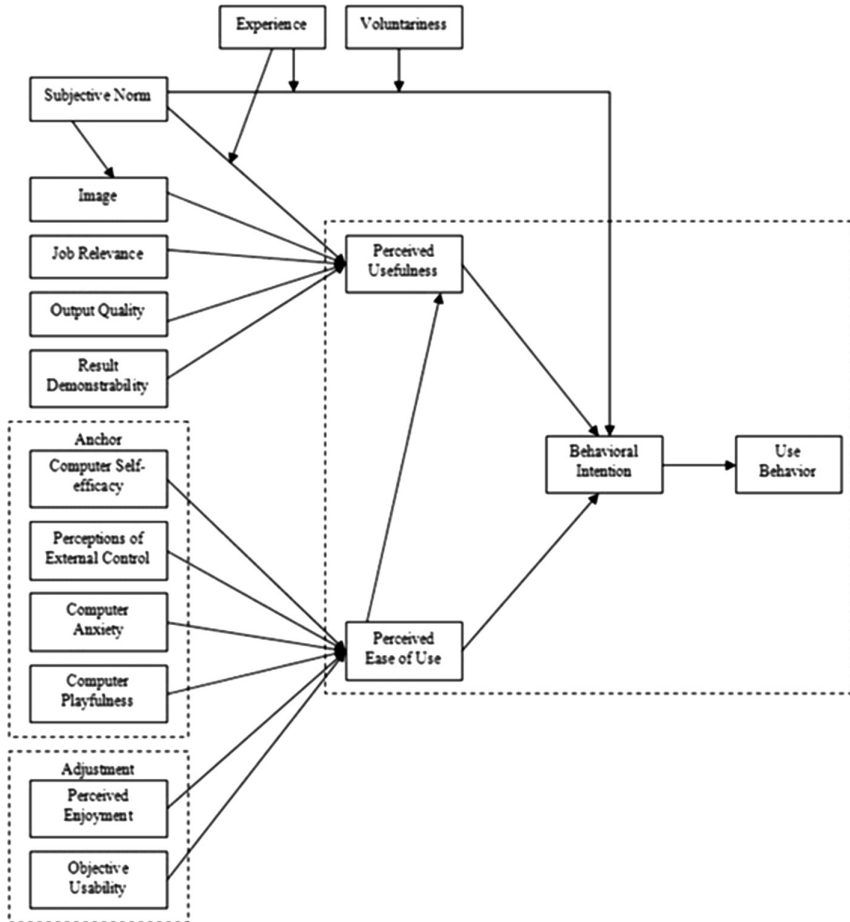 Experience
Voluntariness
Subjective Norm
Image
Job Relevance
Output Quality
Result
Demonstrability
Perceived
Usefulness
Anchor
Computer Self-
efficacy
Perceptions of
External Control
Computer
Anxiety
Computer
Playfulness
Behavioral
Intention
Use
Behavior
Perceived
Ease of Use
Adjustment
Perceived
Enjoyment
Objective
Usability